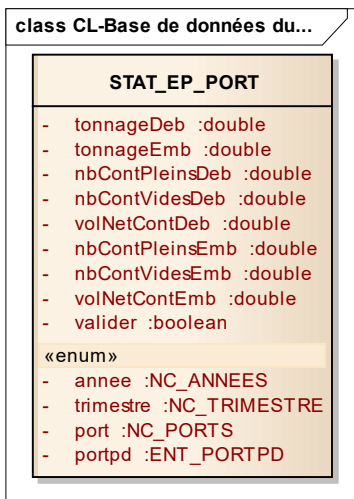 class CL-Base de données du...
STAT_EP_PORT
- tonnageDeb :double
- tonnageEmb :double
- nbContPleinsDeb :double
- nbContVidesDeb :double
- volNetContDeb :double
- nbContPleinsEmb :double
- nbContVidesEmb :double
- volNetContEmb :double
- valider :boolean
«enum»
- annee :NC_ANNEES
- trimestre :NC_TRIMESTRE
- port :NC_PORTS
- portpd :ENT_PORTPD